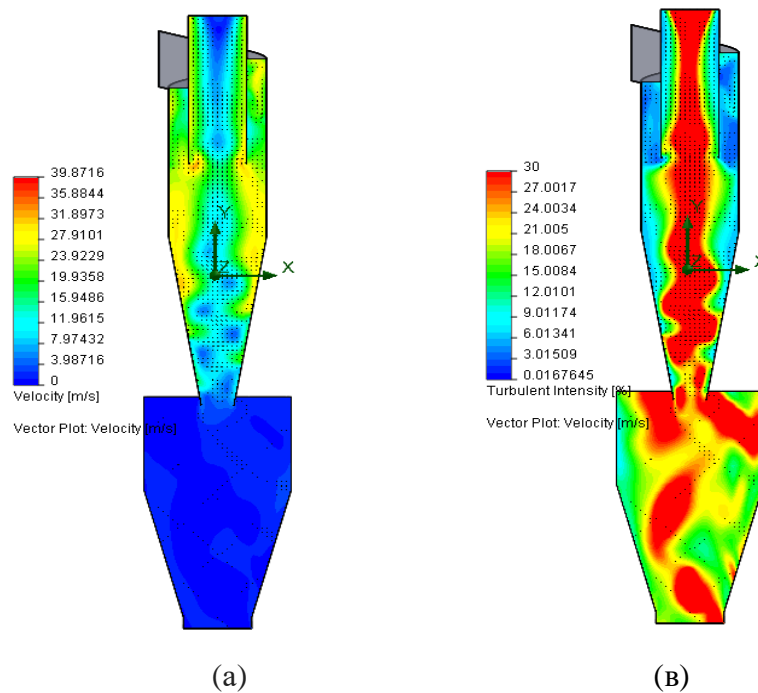 39.8716
35.8844
31.8973
27.9101
23.9229
19.9358
15.9486
11.9615
7.97432
3.98716
0
Velocity [m/s]
Vector Plot: Velocity [m/s]
Y
Z
X
(a)
30
27.0017
24.0034
21.005
18.0067
15.0084
12.0101
9.01174
6.01341
3.01509
0.0167645
Turbulent Intensity [%]
Vector Plot: Velocity [m/s]
Y
Z
X
(в)